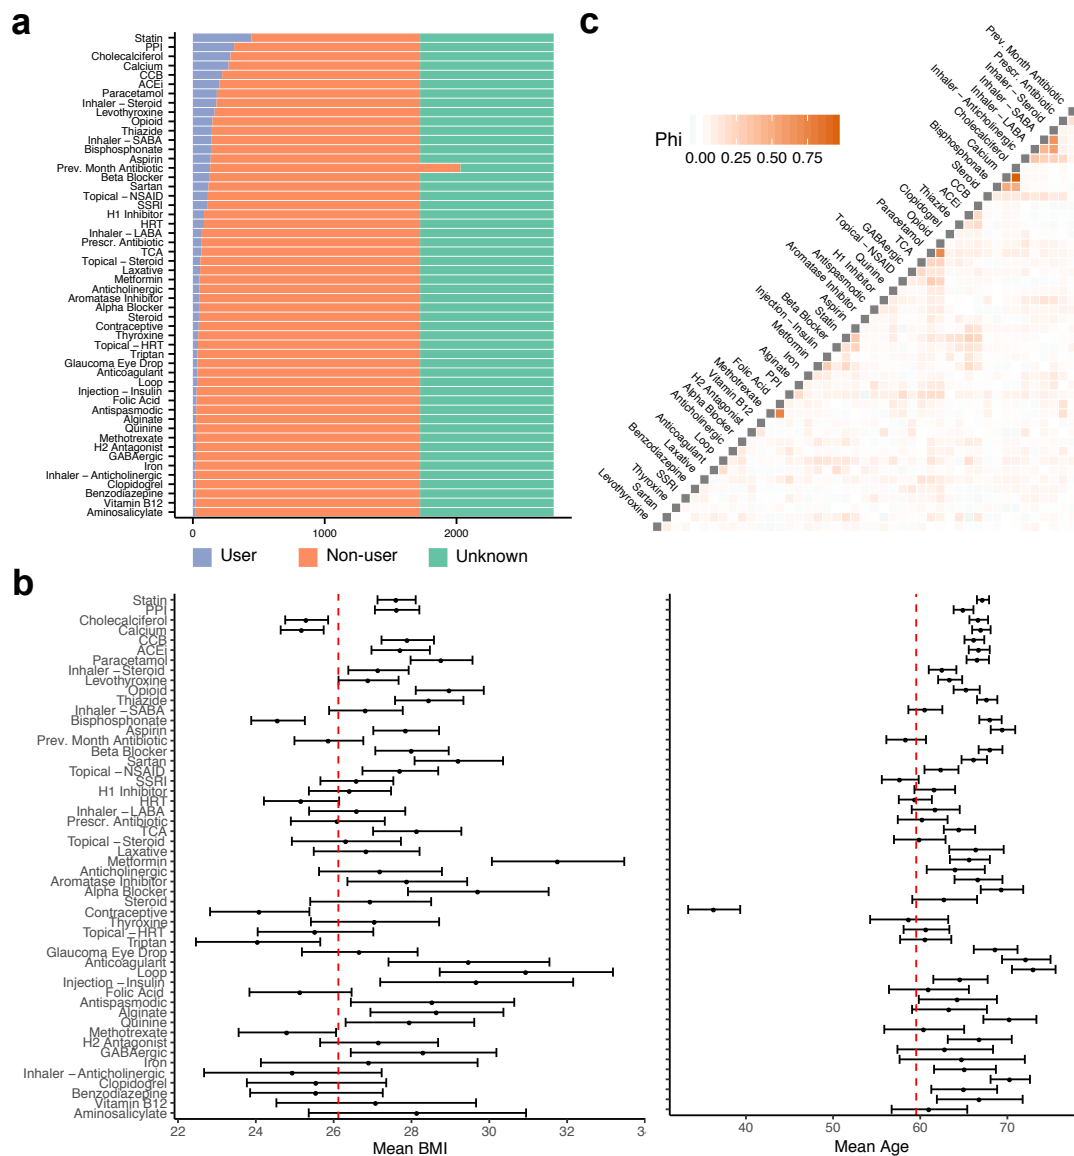 a
Statin
PPI
Cholecalciferol
Calcium
CCB
ACEi
Paracetamol
Inhaler – Steroid
Levothyroxine
Opioid
Thiazide
Inhaler – SABA
Bisphosphonate
Aspirin
Prev. Month Antibiotic
Beta Blocker
Sartan
Topical – NSAID
SSRI
H1 Inhibitor
HRT
Inhaler – LABA
Prescr. Antibiotic
TCA
Topical – Steroid
Laxative
Metformin
Anticholinergic
Aromatase Inhibitor
Alpha Blocker
Steroid
Contraceptive
Thyroxine
Topical – HRT
Triptan
Glaucoma Eye Drop
Anticoagulant
Loop
Injection – Insulin
Folic Acid
Antispasmodic
Alginate
Quinine
Methotrexate
H2 Antagonist
GABAergic
Iron
Inhaler – Anticholinergic
Clopidogrel
Benzodiazepine
Vitamin B12
Aminosalicylate
0 1000 2000
User Non-user Unknown
c
Phi
0.00 0.25 0.50 0.75
Prev. Month Antibiotic
Prescr. Antibiotic
Inhaler – Steroid
Inhaler – SABA
Inhaler – LABA
Inhaler – Anticholinergic
Cholecalciferol
Calcium
Bisphosphonate
Steroid
CCB
ACEi
Thiazide
Clopidogrel
Opioid
Paracetamol
TCA
GABAergic
Topical – NSAID
Quinine
H1 Inhibitor
Antispasmodic
Aromatase Inhibitor
Aspirin
Statin
Beta Blocker
Injection – Insulin
Metformin
Iron
Alginate
PPI
Folic Acid
Methotrexate
Vitamin B12
H2 Antagonist
Alpha Blocker
Anticholinergic
Loop
Anticoagulant
Laxative
Benzodiazepine
SSRI
Thyroxine
Sartan
Levothyroxine
b
Statin
PPI
Cholecalciferol
Calcium
CCB
ACEi
Paracetamol
Inhaler – Steroid
Levothyroxine
Opioid
Thiazide
Inhaler – SABA
Bisphosphonate
Aspirin
Prev. Month Antibiotic
Beta Blocker
Sartan
Topical – NSAID
SSRI
H1 Inhibitor
HRT
Inhaler – LABA
Prescr. Antibiotic
TCA
Topical – Steroid
Laxative
Metformin
Anticholinergic
Aromatase Inhibitor
Alpha Blocker
Steroid
Contraceptive
Thyroxine
Topical – HRT
Triptan
Glaucoma Eye Drop
Anticoagulant
Loop
Injection – Insulin
Folic Acid
Antispasmodic
Alginate
Quinine
Methotrexate
H2 Antagonist
GABAergic
Iron
Inhaler – Anticholinergic
Clopidogrel
Benzodiazepine
Vitamin B12
Aminosalicylate
22 24 26 28 30 32 3
Mean BMI
40 50 60 70
Mean Age